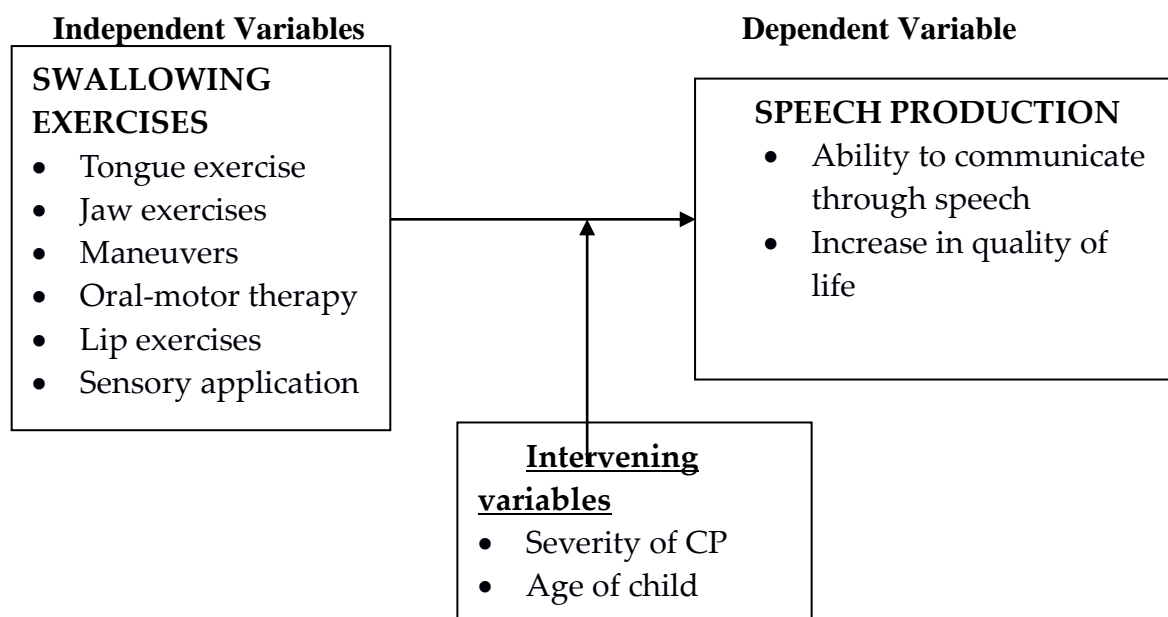 Independent Variables
Dependent Variable
SWALLOWING
EXERCISES
• Tongue exercise
• Jaw exercises
• Maneuvers
• Oral-motor therapy
• Lip exercises
• Sensory application
SPEECH PRODUCTION
• Ability to communicate
through speech
• Increase in quality of
life
Intervening
variables
• Severity of CP
• Age of child